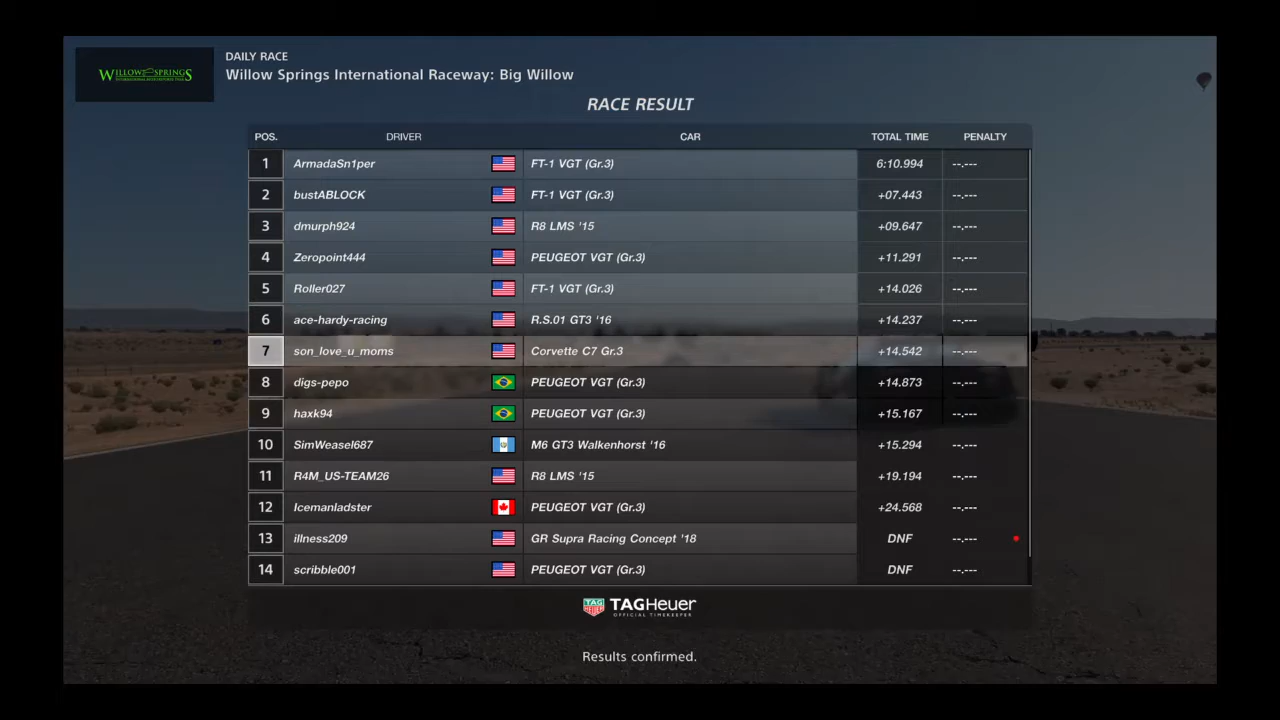 WILLOW SPRINGS
DAILY RACE
Willow Springs International Raceway: Big Willow
RACE RESULT
POS. DRIVER CAR TOTAL TIME PENALTY
1 ArmadaSn1per FT-1 VGT (Gr.3) 6:10.994 --.---
2 bustABLOCK FT-1 VGT (Gr.3) +07.443 --.---
3 dmurph924 R8 LMS '15 +09.647 --.---
4 Zeropoint444 PEUGEOT VGT (Gr.3) +11.291 --.---
5 Roller027 FT-1 VGT (Gr.3) +14.026 --.---
6 ace-hardy-racing R.S.01 GT3 '16 +14.237 --.---
7 son_love_u_moms Corvette C7 Gr.3 +14.542 --.---
8 digs-pepo PEUGEOT VGT (Gr.3) +14.873 --.---
9 haxk94 PEUGEOT VGT (Gr.3) +15.167 --.---
10 SimWeasel687 M6 GT3 Walkenhorst '16 +15.294 --.---
11 R4M_US-TEAM26 R8 LMS '15 +19.194 --.---
12 Icemanladster PEUGEOT VGT (Gr.3) +24.568 --.---
13 illness209 GR Supra Racing Concept '18 DNF --.---
14 scribble001 PEUGEOT VGT (Gr.3) DNF --.---
TAG HEUER TAGHeuer
OFFICIAL TIMEKEEPER
Results confirmed.